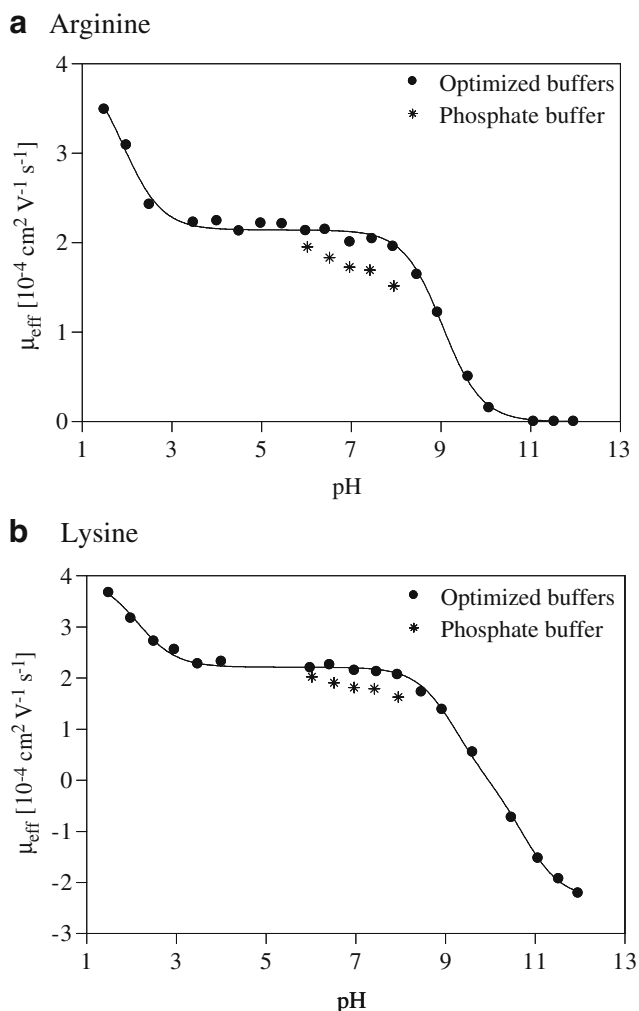 a Arginine
4
Optimized buffers
Phosphate buffer
3
2
1
0
μeff [10-4 cm2 V-1 s-1]
1 3 5 7 9 11 13
pH
b Lysine
4
Optimized buffers
Phosphate buffer
3
2
1
0
-1
-2
-3
μeff [10-4 cm2 V-1 s-1]
1 3 5 7 9 11 13
pH